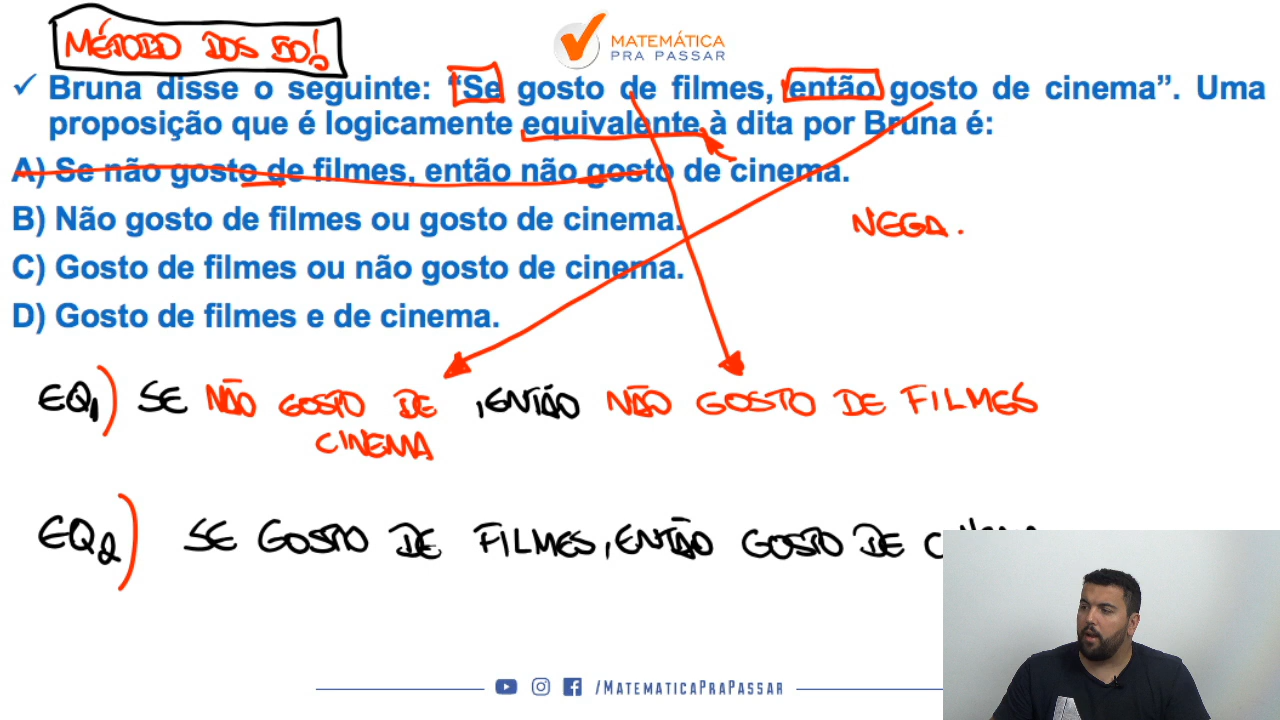 MÉTODO DOS 50!
MATEMÁTICA
PRA PASSAR
✓ Bruna disse o seguinte: “Se gosto de filmes, então gosto de cinema”. Uma
proposição que é logicamente equivalente à dita por Bruna é:
A) Se não gosto de filmes, então não gosto de cinema.
B) Não gosto de filmes ou gosto de cinema.
NEGA.
C) Gosto de filmes ou não gosto de cinema.
D) Gosto de filmes e de cinema.
EQ1) SE NÃO GOSTO DE , ENTÃO NÃO GOSTO DE FILMES
CINEMA
EQ2) SE GOSTO DE FILMES, ENTÃO GOSTO DE
/MATEMATICAPRAPASSAR